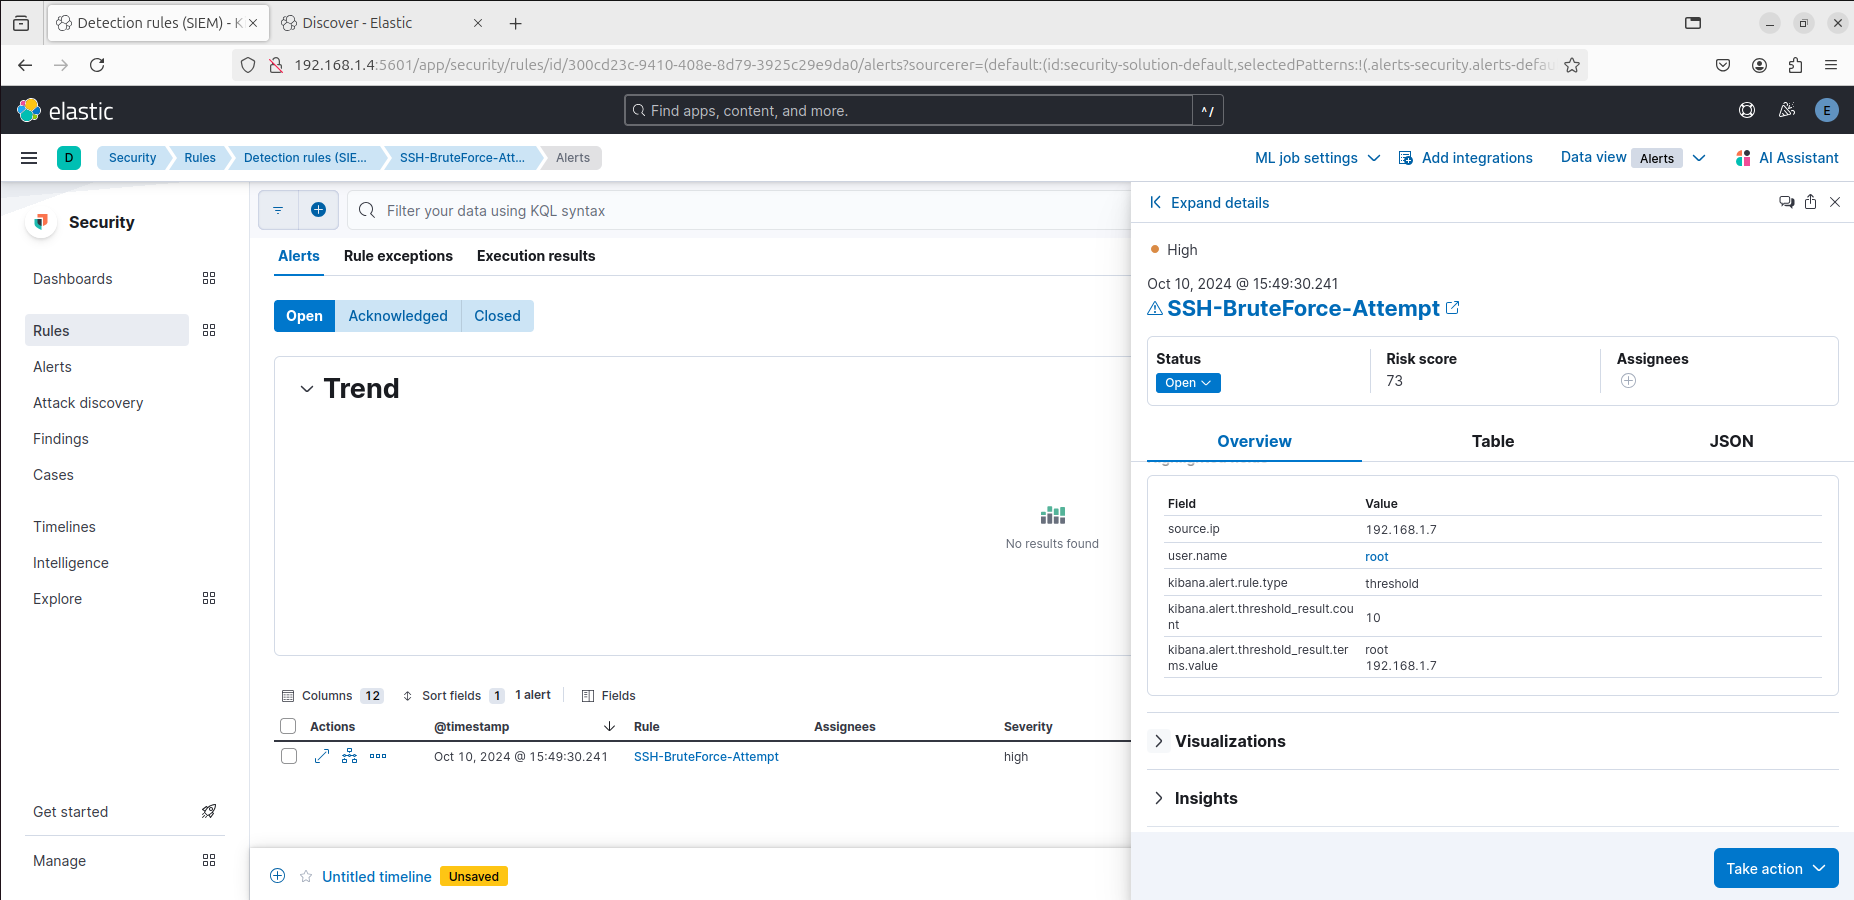 Detection rules (SIEM) - K
Discover - Elastic
192.168.1.4:5601/app/security/rules/id/300cd23c-9410-408e-8d79-3925c29e9da0/alerts?sourcerer=(default:(id:security-solution-default,selectedPatterns:!(.alerts-security.alerts-defau
elastic
Find apps, content, and more.
^/
E
D
Security
Rules
Detection rules (SIE...
SSH-BruteForce-Att...
Alerts
ML job settings
Add integrations
Data view
Alerts
AI Assistant
Security
Dashboards
Rules
Alerts
Attack discovery
Findings
Cases
Timelines
Intelligence
Explore
Get started
Manage
Filter your data using KQL syntax
Alerts
Rule exceptions
Execution results
Open
Acknowledged
Closed
Trend
No results found
Columns 12
Sort fields 1
1 alert
Fields
Actions
@timestamp
Rule
Assignees
Severity
Oct 10, 2024 @ 15:49:30.241
SSH-BruteForce-Attempt
high
Untitled timeline
Unsaved
Expand details
High
Oct 10, 2024 @ 15:49:30.241
SSH-BruteForce-Attempt
Status
Open
Risk score
73
Assignees
Overview
Table
JSON
Field
Value
source.ip
192.168.1.7
user.name
root
kibana.alert.rule.type
threshold
kibana.alert.threshold_result.cou
nt
10
kibana.alert.threshold_result.ter
ms.value
root
192.168.1.7
Visualizations
Insights
Take action